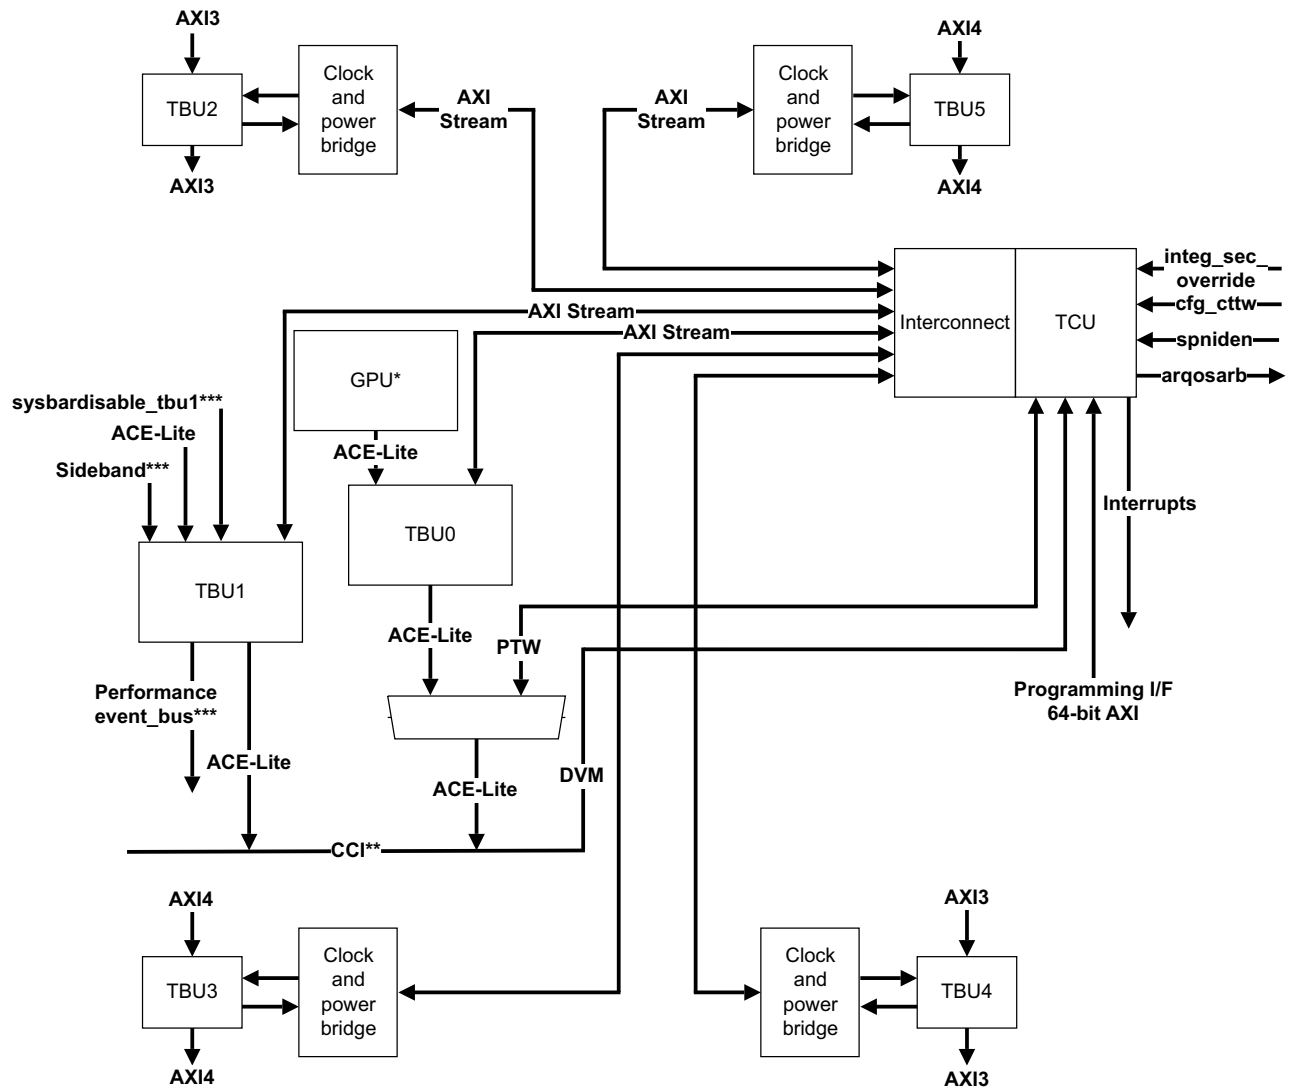 AXI3
AXI4
TBU2
Clock
and
power
bridge
AXI
Stream
AXI
Stream
Clock
and
power
bridge
TBU5
AXI3
AXI4
Interconnect
TCU
integ_sec_
override
cfg_cttw
spniden
arqosarb
AXI Stream
AXI Stream
GPU*
sysbardisable_tbu1***
ACE-Lite
Sideband***
ACE-Lite
TBU0
TBU1
Interrupts
ACE-Lite
PTW
Performance
event_bus***
Programming I/F
64-bit AXI
ACE-Lite
ACE-Lite
DVM
CCI**
AXI4
AXI3
TBU3
Clock
and
power
bridge
Clock
and
power
bridge
TBU4
AXI4
AXI3